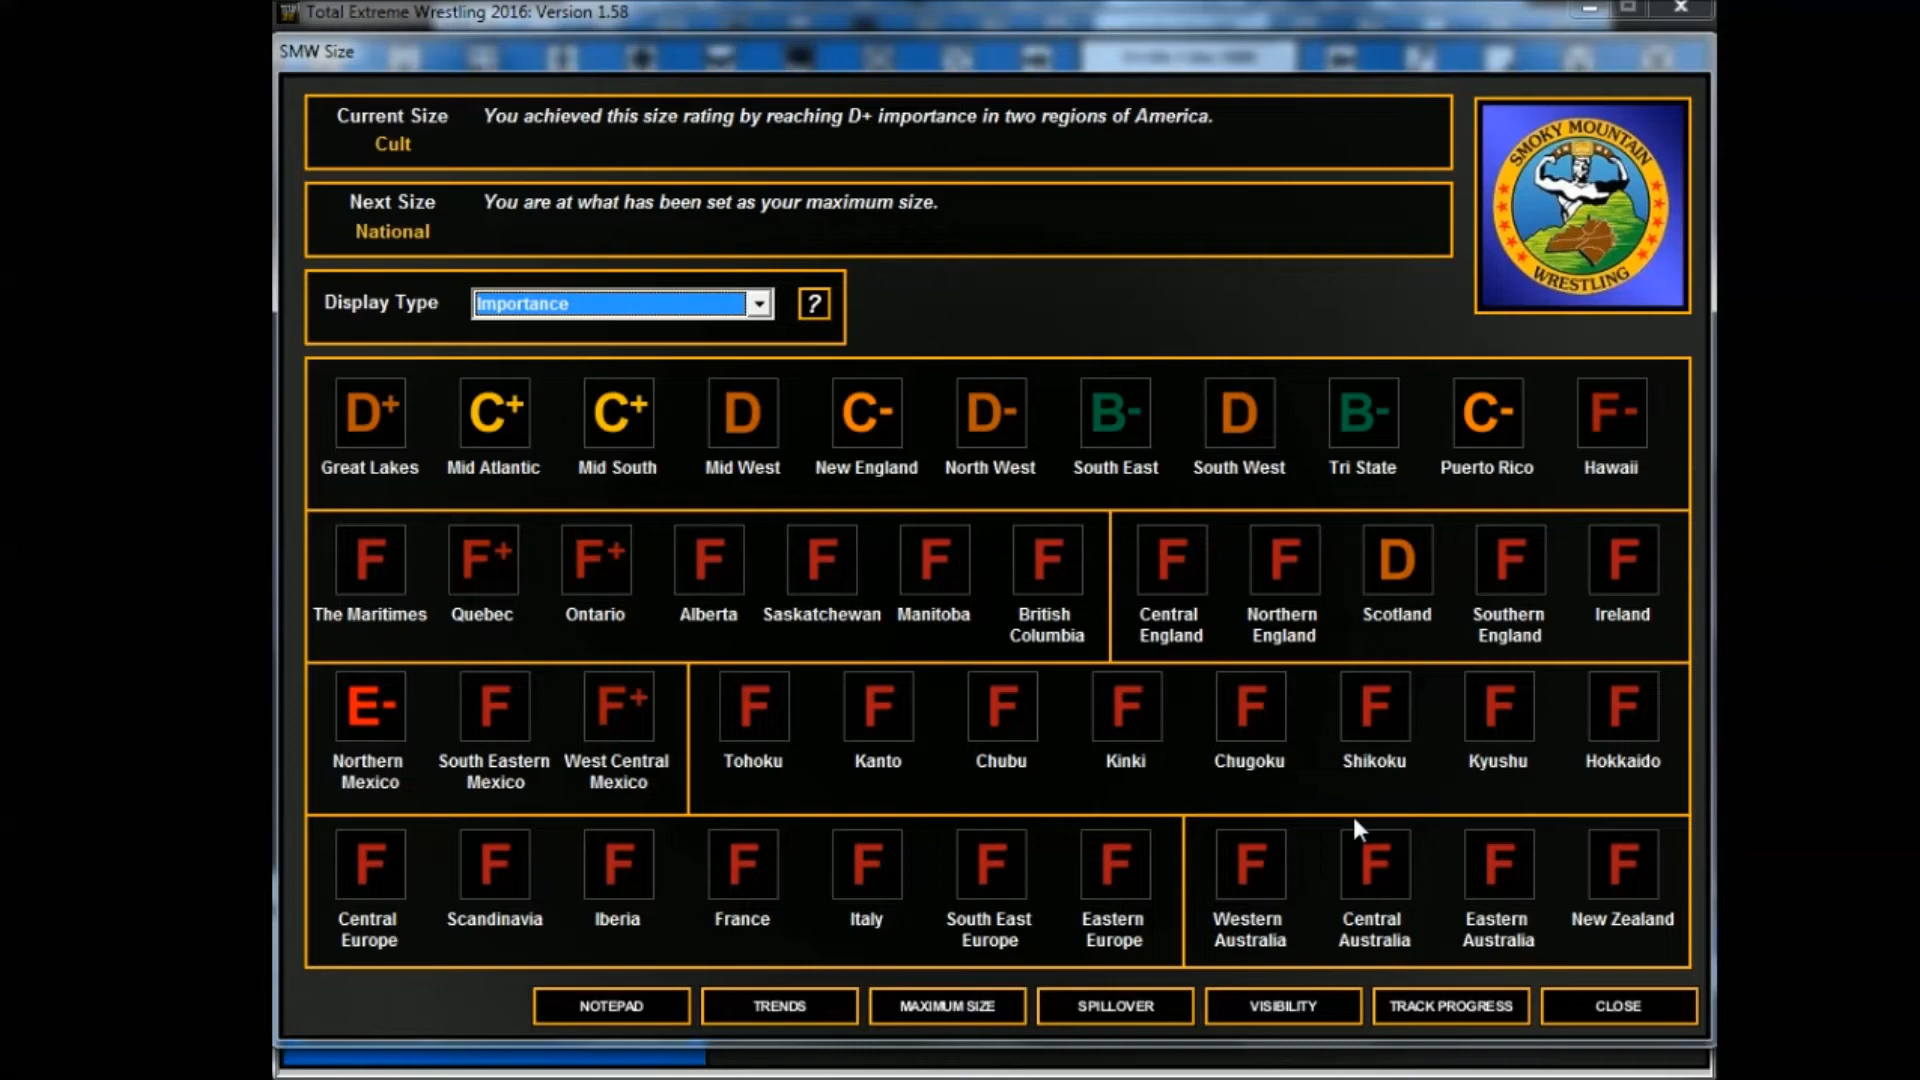 Total Extreme Wrestling 2016: Version 1.58
SMW Size
Current Size
You achieved this size rating by reaching D+ importance in two regions of America.
Cult
Next Size
You are at what has been set as your maximum size.
National
SMOKY MOUNTAIN
WRESTLING
Display Type
Importance
?
D+ C+ C+ D C- D- B- D B- C- F-
Great Lakes Mid Atlantic Mid South Mid West New England North West South East South West Tri State Puerto Rico Hawaii
F F+ F+ F F F F F F D F F
The Maritimes Quebec Ontario Alberta Saskatchewan Manitoba British Central Northern Scotland Southern Ireland
Columbia England England England
E- F F+ F F F F F F F F
Northern South Eastern West Central Tohoku Kanto Chubu Kinki Chugoku Shikoku Kyushu Hokkaido
Mexico Mexico Mexico
F F F F F F F F F F F
Central Scandinavia Iberia France Italy South East Eastern Western Central Eastern New Zealand
Europe Europe Europe Australia Australia Australia
NOTEPAD TRENDS MAXIMUM SIZE SPILLOVER VISIBILITY TRACK PROGRESS CLOSE